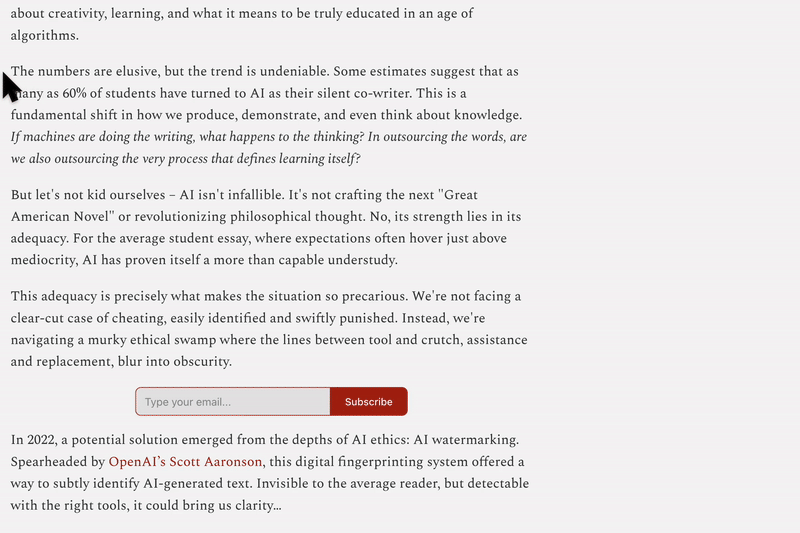 about creativity, learning, and what it means to be truly educated in an age of
algorithms.
The numbers are elusive, but the trend is undeniable. Some estimates suggest that as
many as 60% of students have turned to AI as their silent co-writer. This is a
fundamental shift in how we produce, demonstrate, and even think about knowledge.
If machines are doing the writing, what happens to the thinking? In outsourcing the words, are
we also outsourcing the very process that defines learning itself?
But let's not kid ourselves – AI isn't infallible. It's not crafting the next "Great
American Novel" or revolutionizing philosophical thought. No, its strength lies in its
adequacy. For the average student essay, where expectations often hover just above
mediocrity, AI has proven itself a more than capable understudy.
This adequacy is precisely what makes the situation so precarious. We're not facing a
clear-cut case of cheating, easily identified and swiftly punished. Instead, we're
navigating a murky ethical swamp where the lines between tool and crutch, assistance
and replacement, blur into obscurity.
Type your email... Subscribe
In 2022, a potential solution emerged from the depths of AI ethics: AI watermarking.
Spearheaded by OpenAI’s Scott Aaronson, this digital fingerprinting system offered a
way to subtly identify AI-generated text. Invisible to the average reader, but detectable
with the right tools, it could bring us clarity…